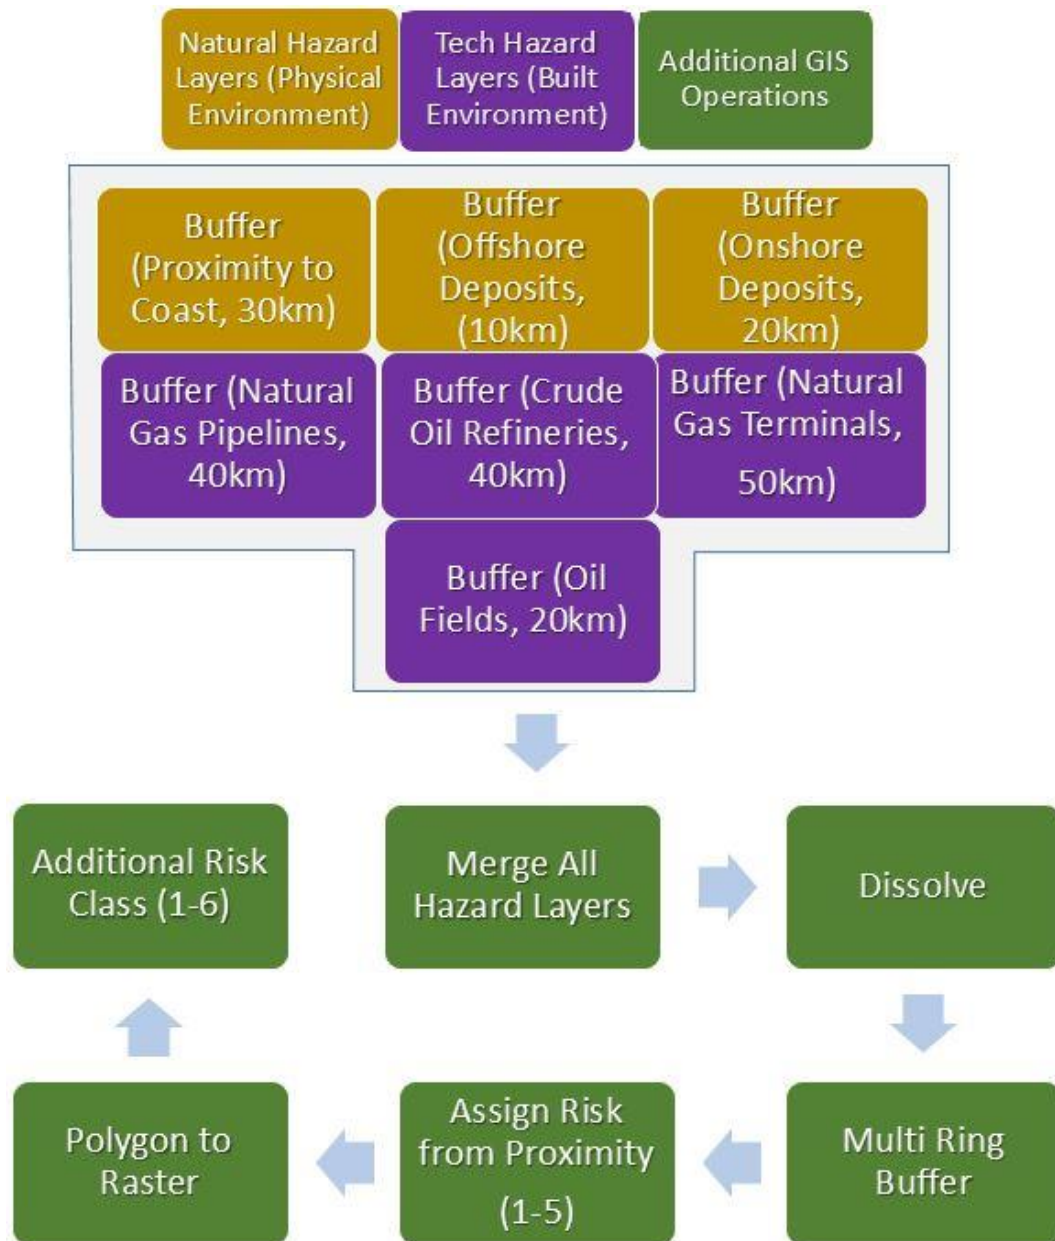 Natural Hazard
Layers (Physical
Environment)
Tech Hazard
Layers (Built
Environment)
Additional GIS
Operations
Buffer
(Proximity to
Coast, 30km)
Buffer
(Offshore
Deposits,
(10km)
Buffer
(Onshore
Deposits,
20km)
Buffer (Natural
Gas Pipelines,
40km)
Buffer (Crude
Oil Refineries,
40km)
Buffer (Natural
Gas Terminals,
50km)
Buffer (Oil
Fields, 20km)
Additional Risk
Class (1-6)
Merge All
Hazard Layers
Dissolve
Polygon to
Raster
Assign Risk
from Proximity
(1-5)
Multi Ring
Buffer